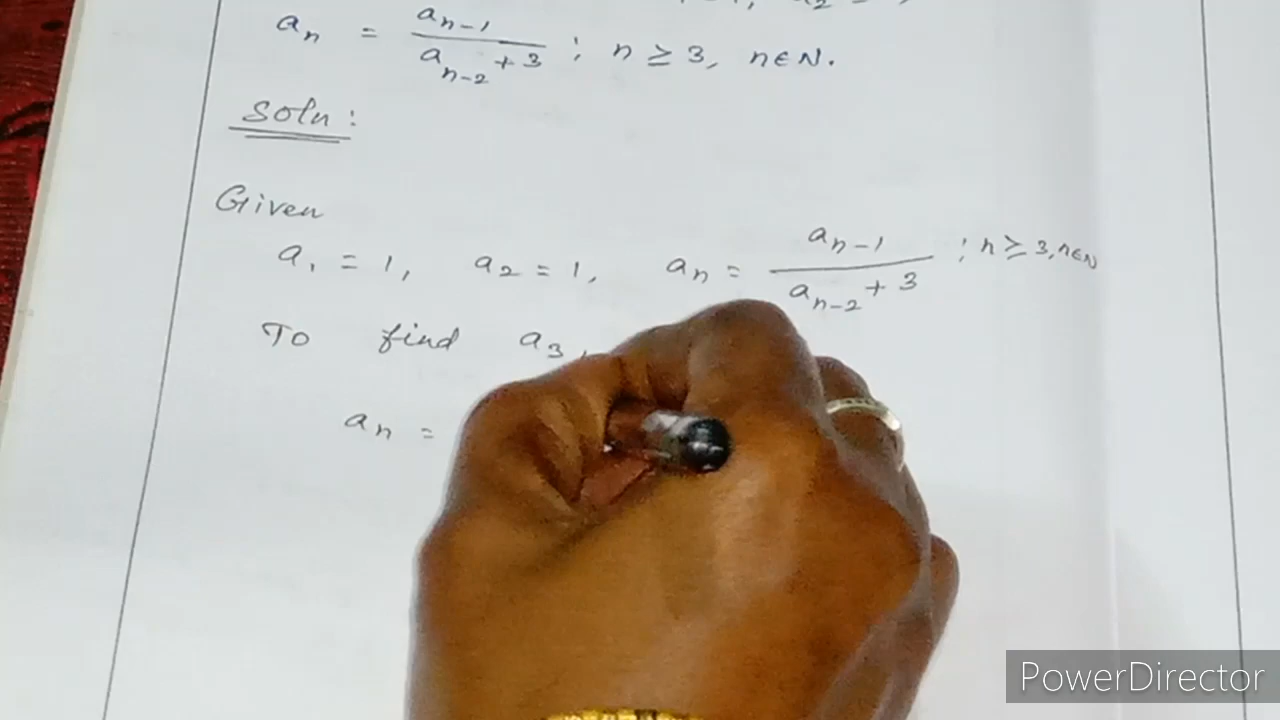 aₙ = aₙ₋₁ / (aₙ₋₂ + 3) ; n ≥ 3, n ∈ N.
Soln :
Given
a₁ = 1, a₂ = 1, aₙ = aₙ₋₁ / (aₙ₋₂ + 3) ; n ≥ 3, n ∈ N
To find a₃,
aₙ =
PowerDirector